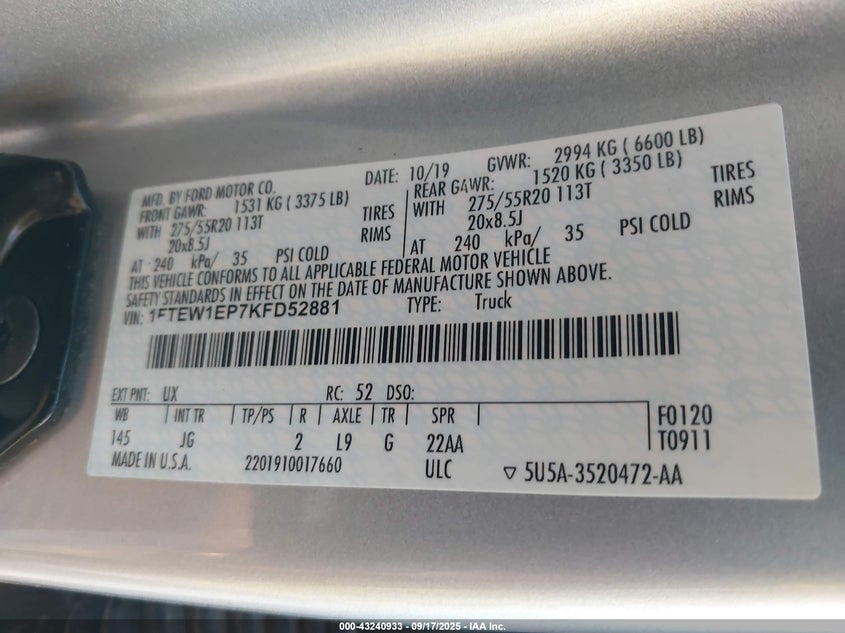 MFD. BY FORD MOTOR CO. DATE: 10/19 GVWR: 2994 KG ( 6600 LB)
FRONT GAWR: 1531 KG ( 3375 LB) REAR GAWR: 1520 KG ( 3350 LB)
WITH 275/55R20 113T TIRES WITH 275/55R20 113T TIRES
20x8.5J RIMS 20x8.5J RIMS
AT 240 kPa/ 35 PSI COLD AT 240 kPa/ 35 PSI COLD
THIS VEHICLE CONFORMS TO ALL APPLICABLE FEDERAL MOTOR VEHICLE
SAFETY STANDARDS IN EFFECT ON THE DATE OF MANUFACTURE SHOWN ABOVE.
VIN: 1FTEW1EP7KFD52881 TYPE: Truck
EXT PNT: UX RC: 52 DSO:
WB INT TR TP/PS R AXLE TR SPR F0120
145 JG 2 L9 G 22AA T0911
MADE IN U.S.A. 2201910017660 ULC ▽ 5U5A-3520472-AA
000-43240933 - 09/17/2025 - IAA Inc.